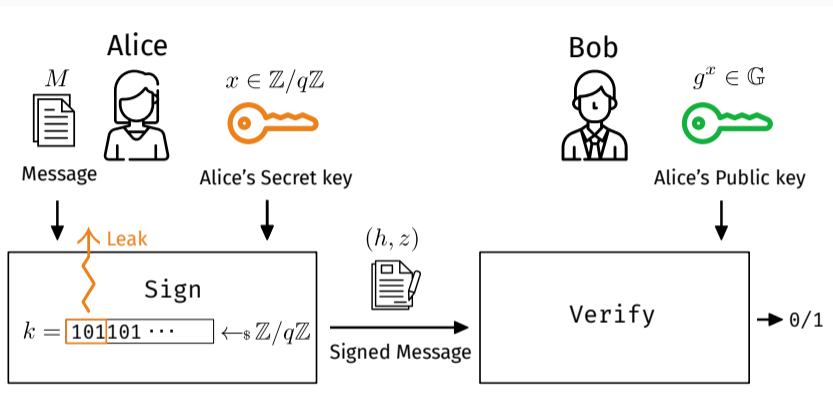 Alice
Bob
M
x ∈ ℤ/qℤ
g^x ∈ 𝔾
Message
Alice's Secret key
Alice's Public key
Leak
(h, z)
Sign
Verify
k = 101101 ··· ←$ ℤ/qℤ
0/1
Signed Message